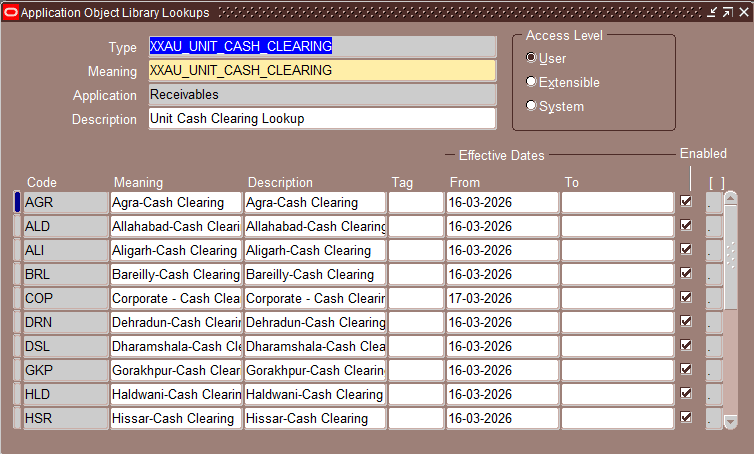 Application Object Library Lookups
Type XXAU_UNIT_CASH_CLEARING
Meaning XXAU_UNIT_CASH_CLEARING
Application Receivables
Description Unit Cash Clearing Lookup
Access Level
User
Extensible
System
Effective Dates Enabled
Code Meaning Description Tag From To [ ]
AGR Agra-Cash Clearing Agra-Cash Clearing 16-03-2026 .
ALD Allahabad-Cash Cleari Allahabad-Cash Clearing 16-03-2026 .
ALI Aligarh-Cash Clearing Aligarh-Cash Clearing 16-03-2026 .
BRL Bareilly-Cash Clearing Bareilly-Cash Clearing 16-03-2026 .
COP Corporate - Cash Clea Corporate - Cash Clearin 17-03-2026 .
DRN Dehradun-Cash Clearin Dehradun-Cash Clearing 16-03-2026 .
DSL Dharamshala-Cash Cle Dharamshala-Cash Clear 16-03-2026 .
GKP Gorakhpur-Cash Cleari Gorakhpur-Cash Clearing 16-03-2026 .
HLD Haldwani-Cash Clearing Haldwani-Cash Clearing 16-03-2026 .
HSR Hissar-Cash Clearing Hissar-Cash Clearing 16-03-2026 .